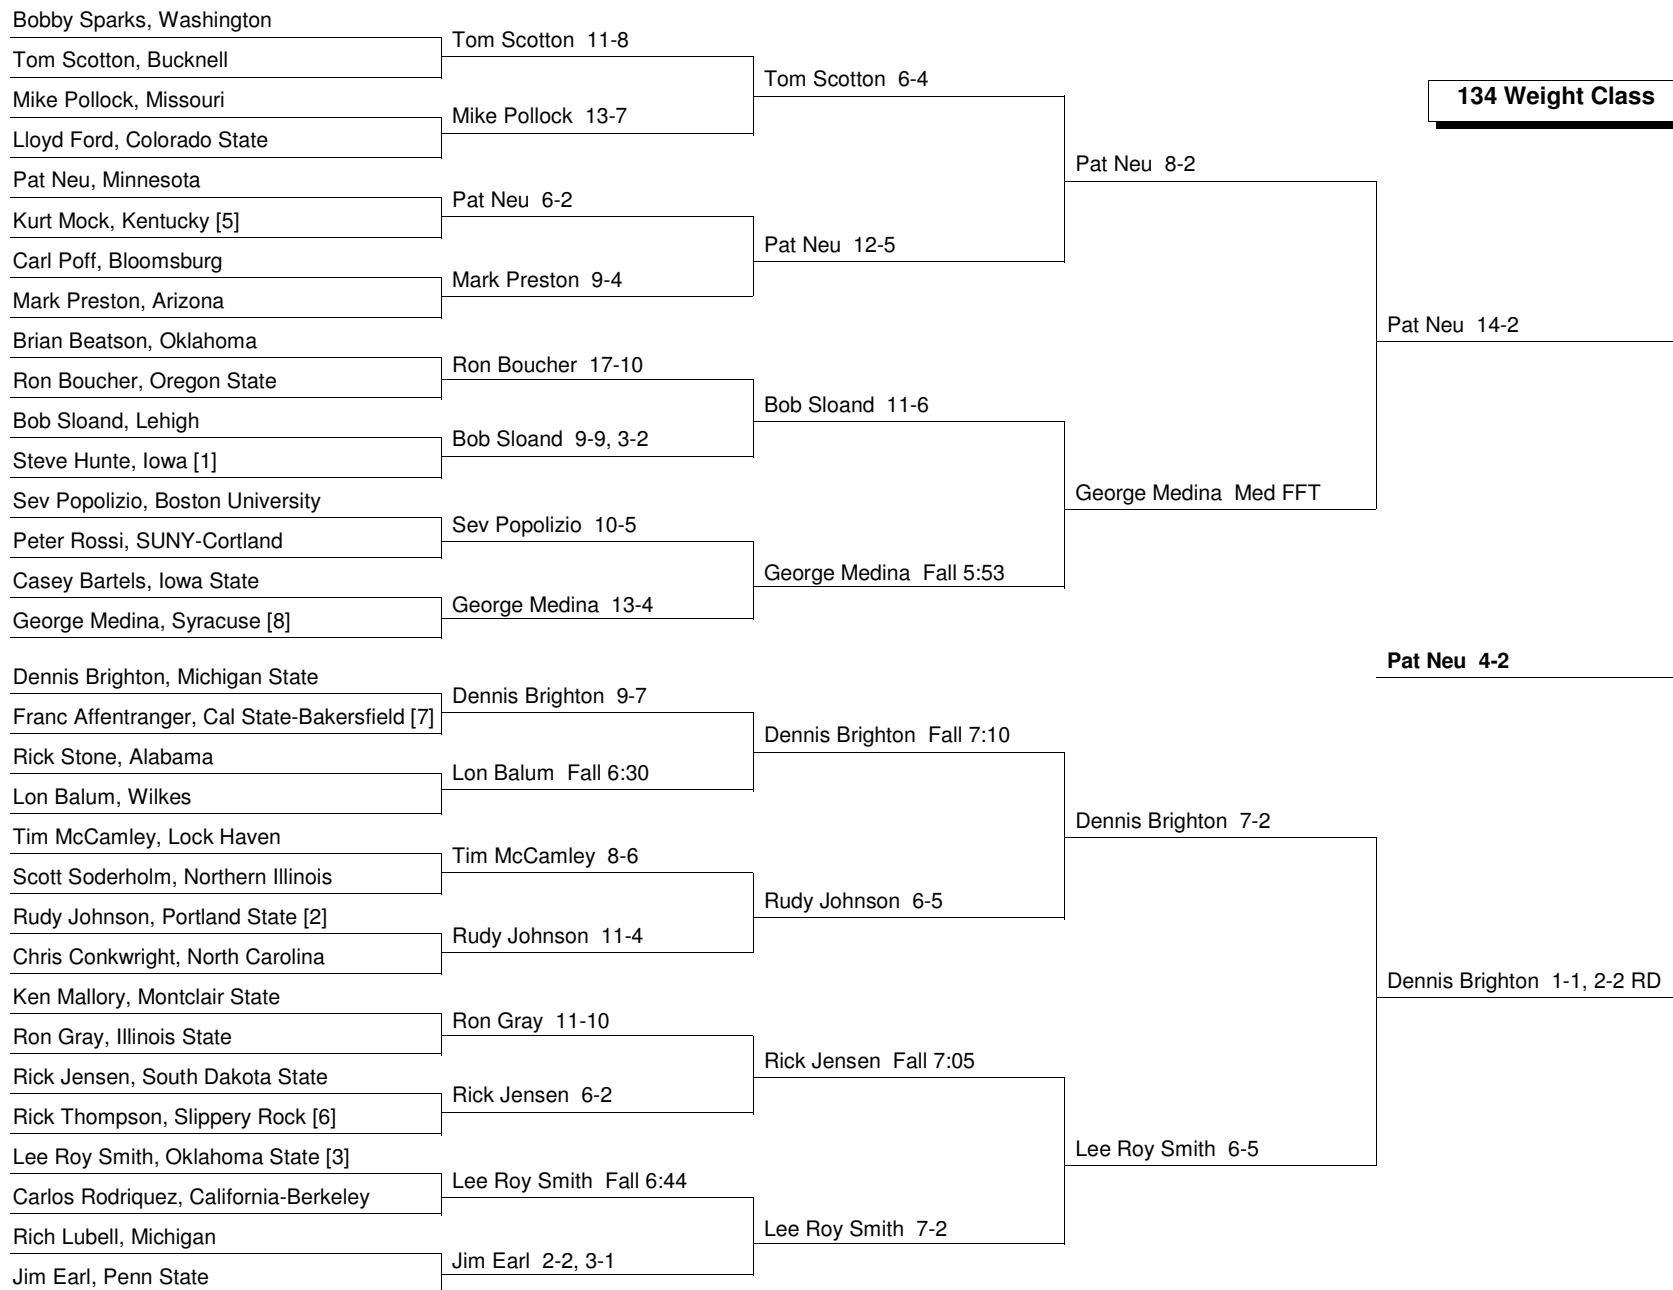 Bobby Sparks, Washington
Tom Scotton, Bucknell
Mike Pollock, Missouri
Lloyd Ford, Colorado State
Pat Neu, Minnesota
Kurt Mock, Kentucky [5]
Carl Poff, Bloomsburg
Mark Preston, Arizona
Brian Beatson, Oklahoma
Ron Boucher, Oregon State
Bob Sloand, Lehigh
Steve Hunte, Iowa [1]
Sev Popolizio, Boston University
Peter Rossi, SUNY-Cortland
Casey Bartels, Iowa State
George Medina, Syracuse [8]
Dennis Brighton, Michigan State
Franc Affentranger, Cal State-Bakersfield [7]
Rick Stone, Alabama
Lon Balum, Wilkes
Tim McCamley, Lock Haven
Scott Soderholm, Northern Illinois
Rudy Johnson, Portland State [2]
Chris Conkwright, North Carolina
Ken Mallory, Montclair State
Ron Gray, Illinois State
Rick Jensen, South Dakota State
Rick Thompson, Slippery Rock [6]
Lee Roy Smith, Oklahoma State [3]
Carlos Rodriquez, California-Berkeley
Rich Lubell, Michigan
Jim Earl, Penn State
Tom Scotton 11-8
Mike Pollock 13-7
Pat Neu 6-2
Mark Preston 9-4
Ron Boucher 17-10
Bob Sloand 9-9, 3-2
Sev Popolizio 10-5
George Medina 13-4
Dennis Brighton 9-7
Lon Balum Fall 6:30
Tim McCamley 8-6
Rudy Johnson 11-4
Ron Gray 11-10
Rick Jensen 6-2
Lee Roy Smith Fall 6:44
Jim Earl 2-2, 3-1
Tom Scotton 6-4
Pat Neu 12-5
Bob Sloand 11-6
George Medina Fall 5:53
Dennis Brighton Fall 7:10
Rudy Johnson 6-5
Rick Jensen Fall 7:05
Lee Roy Smith 7-2
Pat Neu 8-2
George Medina Med FFT
Dennis Brighton 7-2
Lee Roy Smith 6-5
134 Weight Class
Pat Neu 14-2
Pat Neu 4-2
Dennis Brighton 1-1, 2-2 RD